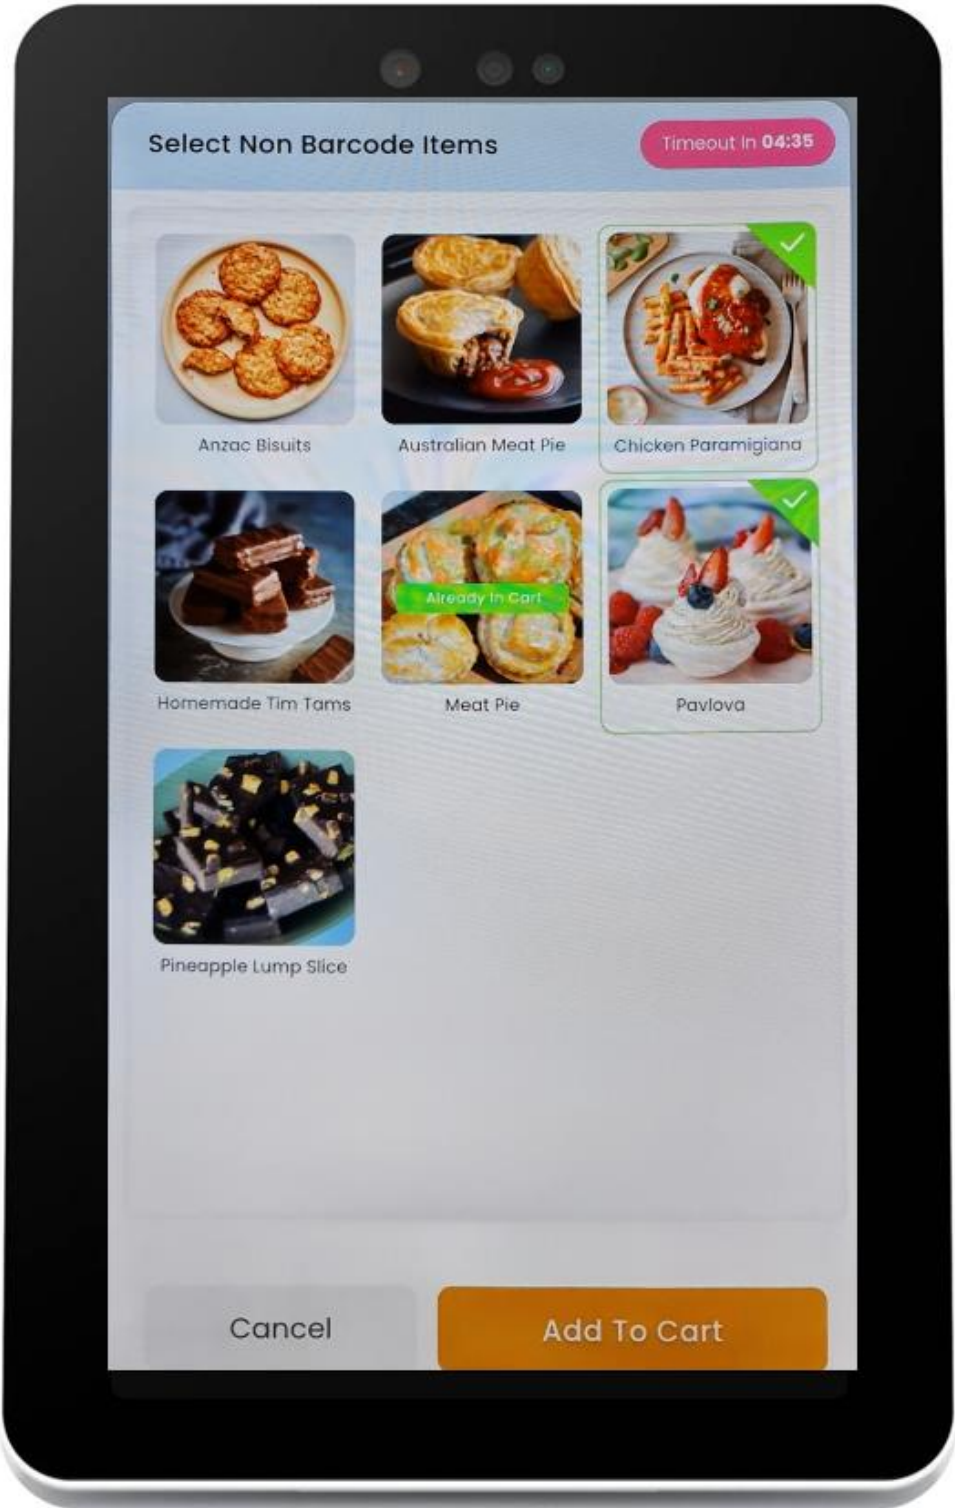 Select Non Barcode Items
Timeout In 04:35
Anzac Bisuits
Australian Meat Pie
Chicken Paramigiana
Homemade Tim Tams
Already In Cart
Meat Pie
Pavlova
Pineapple Lump Slice
Cancel
Add To Cart